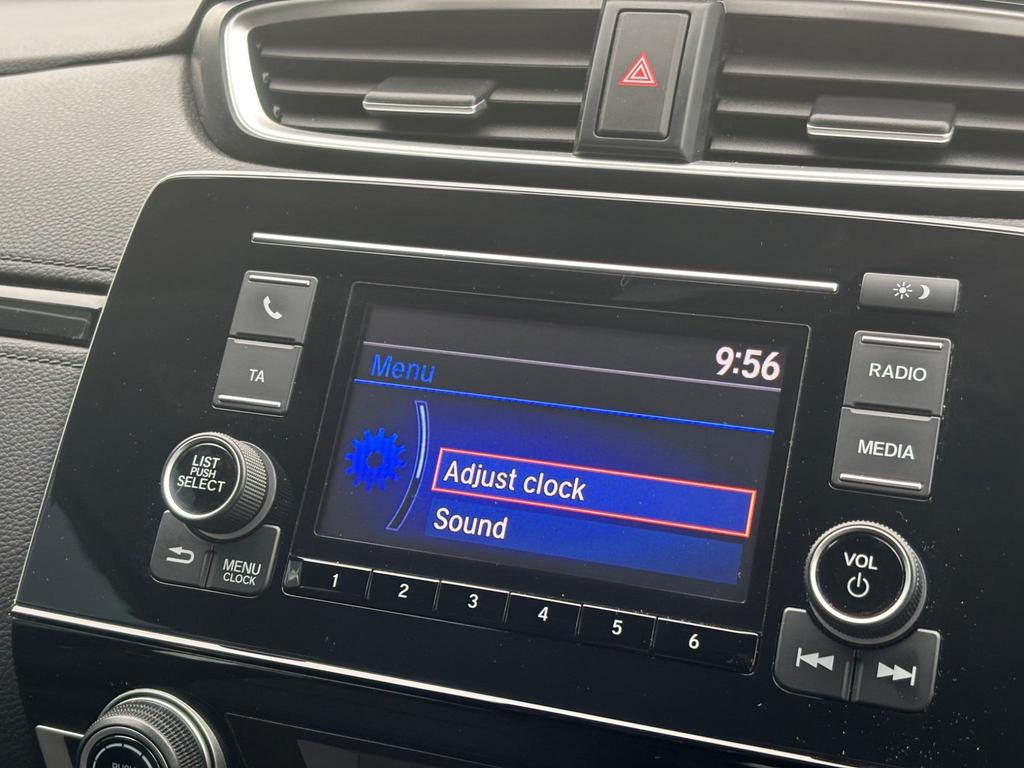 TA
RADIO
MEDIA
9:56
Menu
Adjust clock
Sound
LIST
PUSH
SELECT
MENU
CLOCK
1
2
3
4
5
6
VOL
PUSH